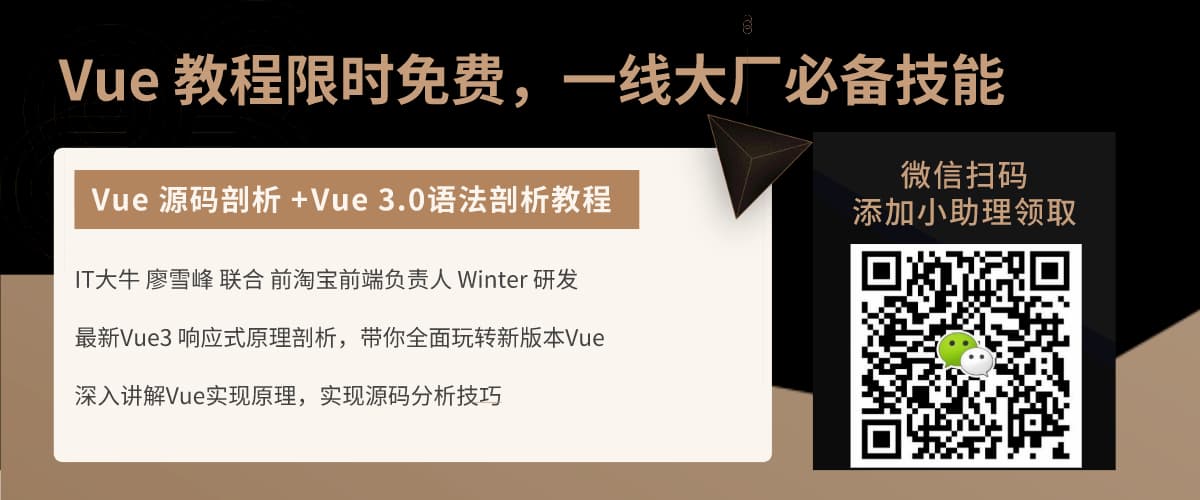 Vue 教程限时免费，一线大厂必备技能
Vue 源码剖析 +Vue 3.0语法剖析教程
IT大牛 廖雪峰 联合 前淘宝前端负责人 Winter 研发
最新Vue3 响应式原理剖析，带你全面玩转新版本Vue
深入讲解Vue实现原理，实现源码分析技巧
微信扫码
添加小助理领取